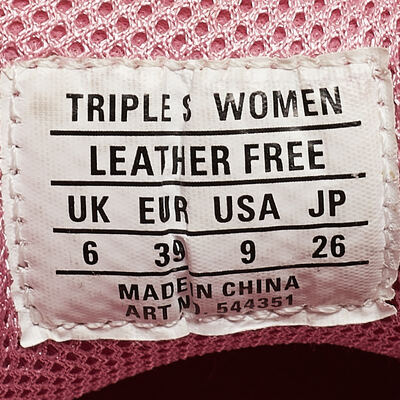 TRIPLE S WOMEN
LEATHER FREE
UK EUR USA JP
6 39 9 26
MADE IN CHINA
ART NO. 544351